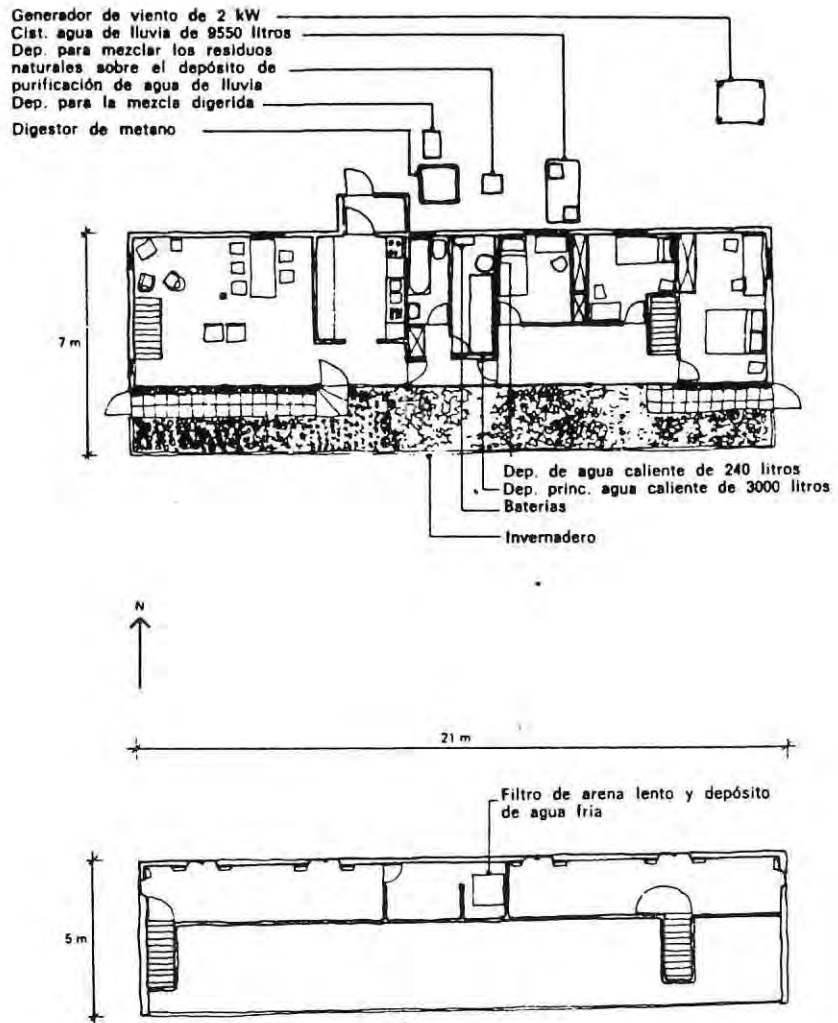 Generador de viento de 2 kW
Cist. agua de lluvia de 9550 litros
Dep. para mezclar los residuos
naturales sobre el depósito de
purificación de agua de lluvia
Dep. para la mezcla digerida
Digestor de metano
7 m
Dep. de agua caliente de 240 litros
Dep. princ. agua caliente de 3000 litros
Baterías
Invernadero
N
21 m
Filtro de arena lento y depósito
de agua fría
5 m